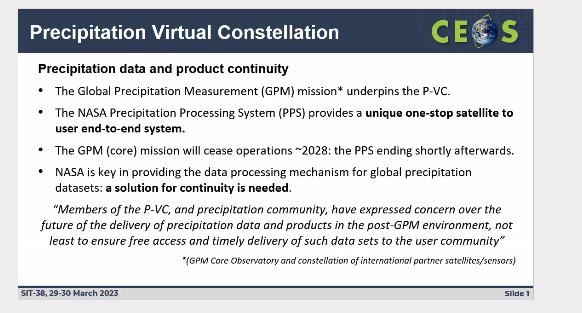 Precipitation Virtual Constellation
CEOS
Precipitation data and product continuity
• The Global Precipitation Measurement (GPM) mission* underpins the P-VC.
• The NASA Precipitation Processing System (PPS) provides a unique one-stop satellite to
user end-to-end system.
• The GPM (core) mission will cease operations ~2028: the PPS ending shortly afterwards.
• NASA is key in providing the data processing mechanism for global precipitation
datasets: a solution for continuity is needed.
“Members of the P-VC, and precipitation community, have expressed concern over the
future of the delivery of precipitation data and products in the post-GPM environment, not
least to ensure free access and timely delivery of such data sets to the user community”
*(GPM Core Observatory and constellation of international partner satellites/sensors)
SIT-38, 29-30 March 2023
Slide 1